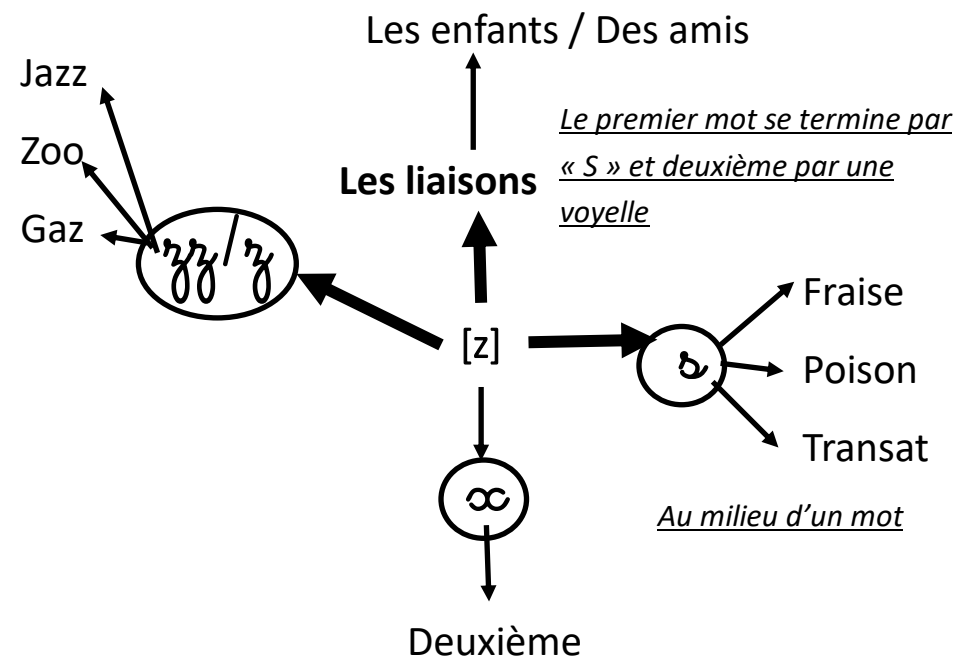 Les enfants / Des amis
Jazz
Zoo
Gaz
Les liaisons
Le premier mot se termine par
« S » et deuxième par une
voyelle
zz / z
[z]
s
Fraise
Poison
Transat
Au milieu d’un mot
x
Deuxième